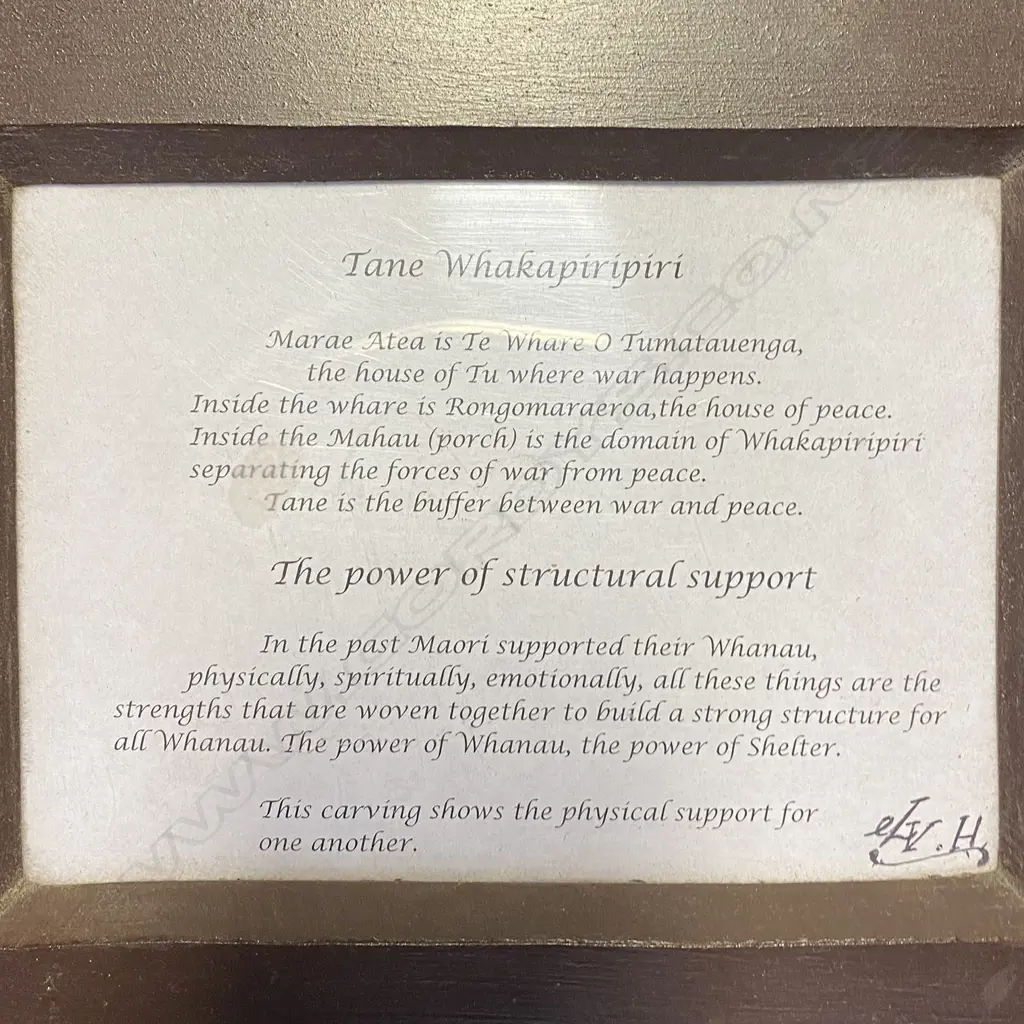 Tane Whakapiripiri
Marae Atea is Te Whare O Tumatauenga,
the house of Tu where war happens.
Inside the whare is Rongomaraeroa,the house of peace.
Inside the Mahau (porch) is the domain of Whakapiripiri
separating the forces of war from peace.
Tane is the buffer between war and peace.
The power of structural support
In the past Maori supported their Whanau,
physically, spiritually, emotionally, all these things are the
strengths that are woven together to build a strong structure for
all Whanau. The power of Whanau, the power of Shelter.
This carving shows the physical support for
one another.